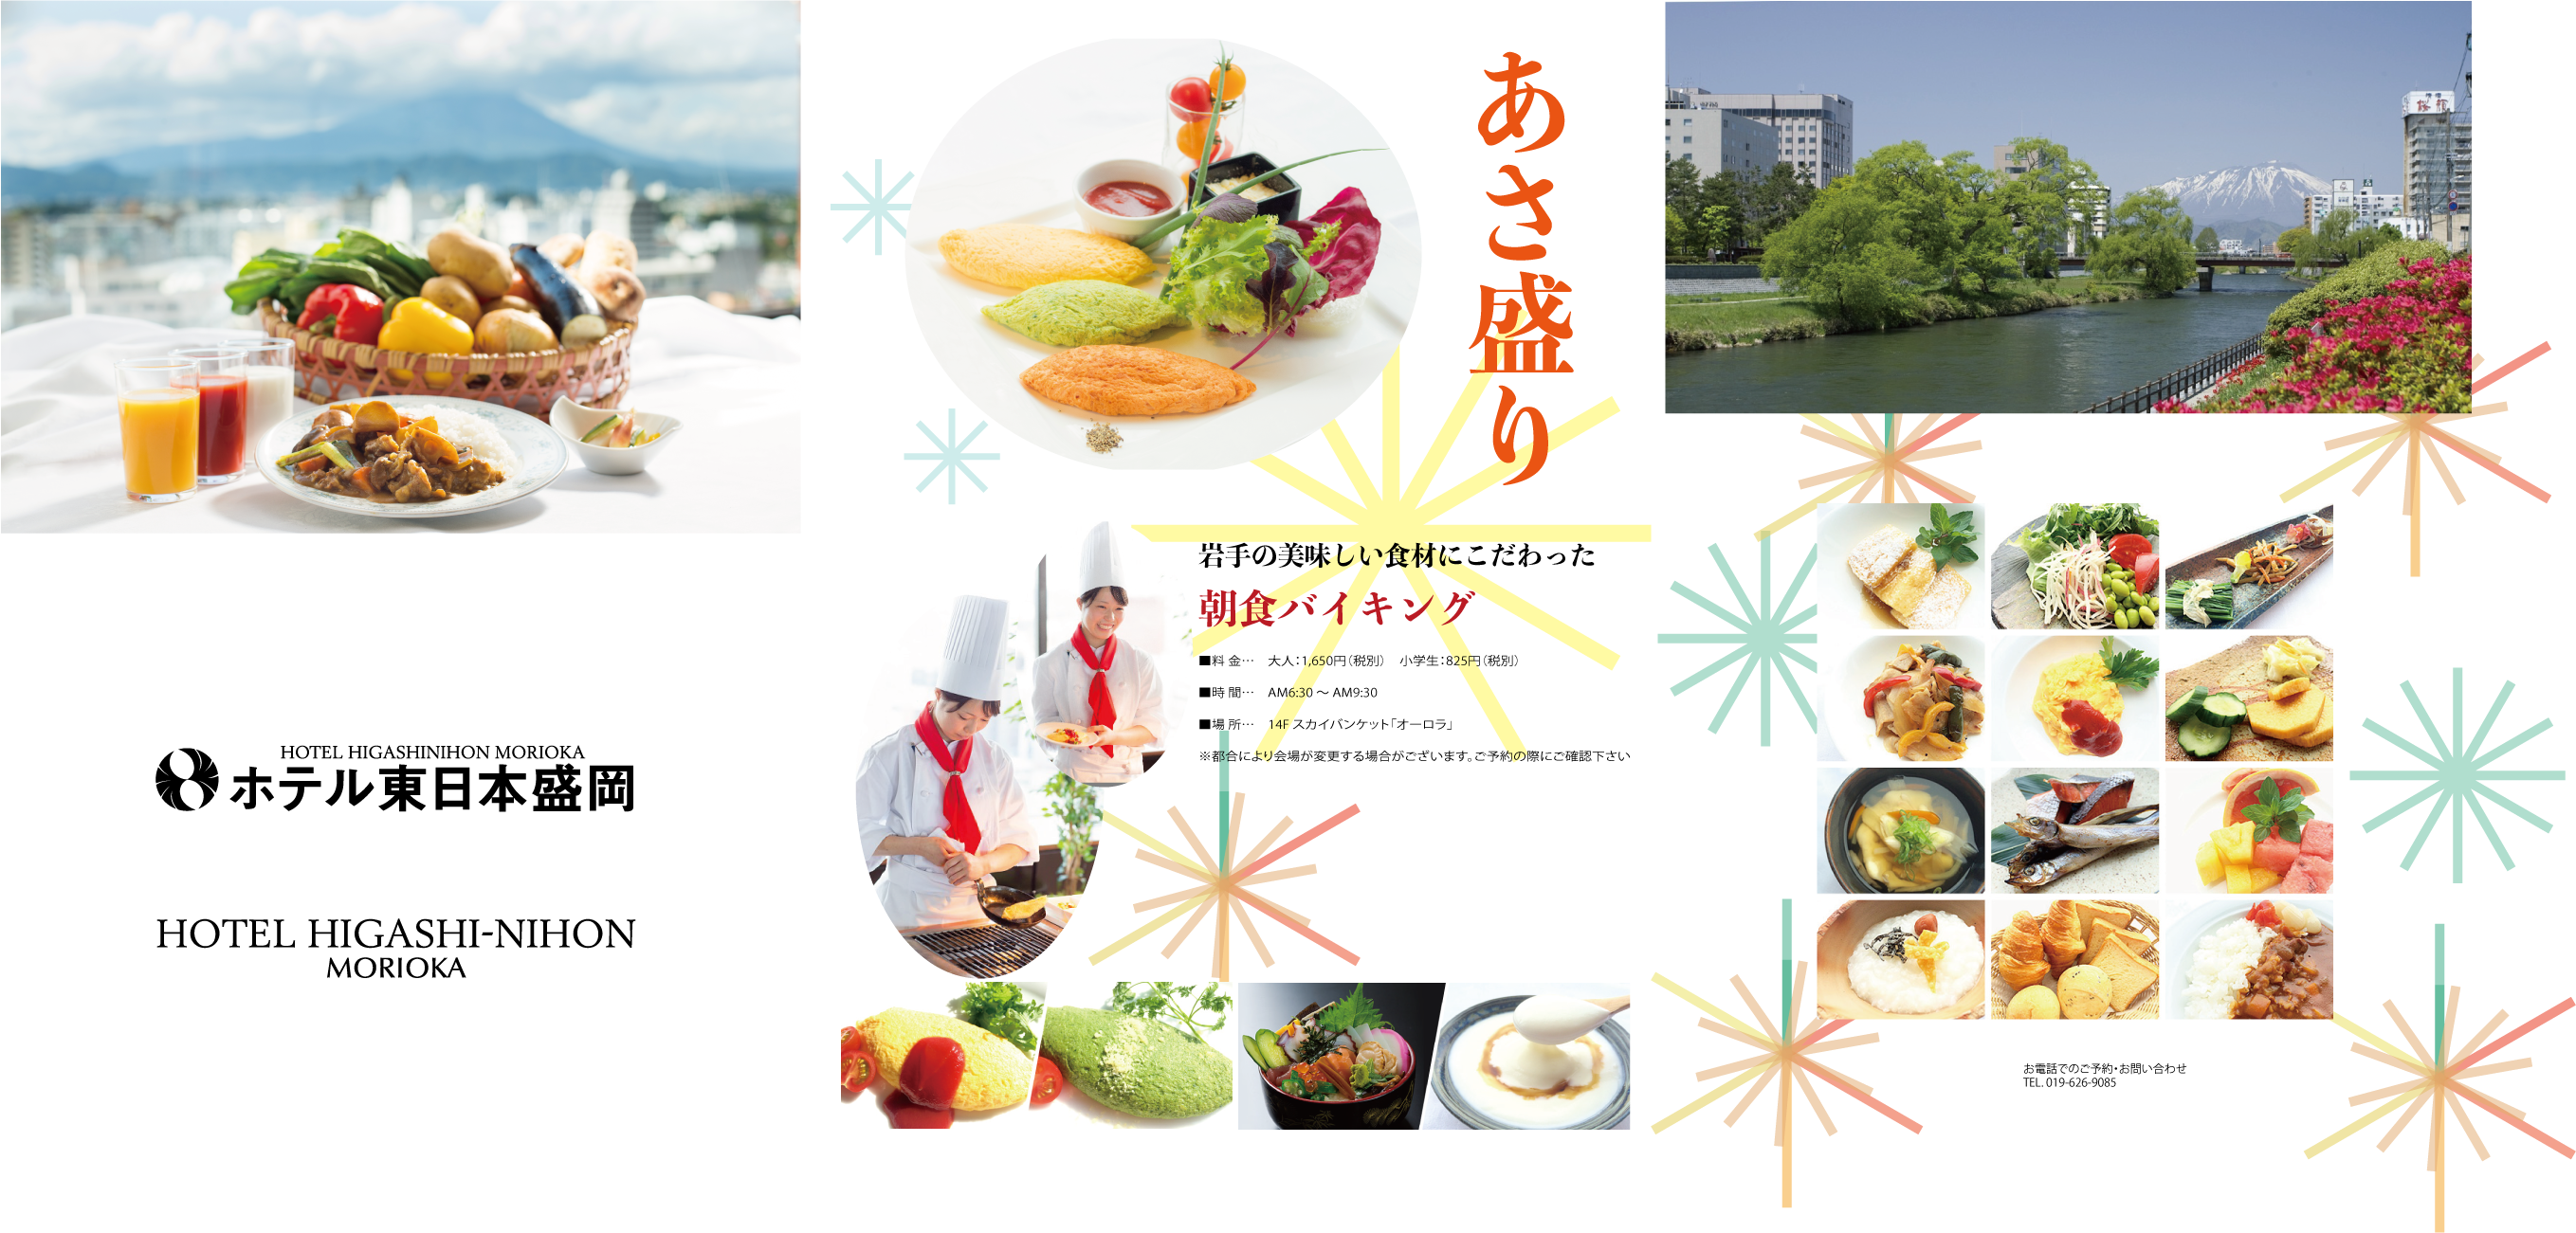 HOTEL HIGASHINIHON MORIOKA
ホテル東日本盛岡
HOTEL HIGASHI-NIHON
MORIOKA
あさ盛り
岩手の美味しい食材にこだわった
朝食バイキング
■料 金… 大人：1,650円（税別） 小学生：825円（税別）
■時 間… AM6:30 ～ AM9:30
■場 所… 14F スカイバンケット「オーロラ」
※都合により会場が変更する場合がございます。ご予約の際にご確認下さい
お電話でのご予約・お問い合わせ
TEL. 019-626-9085